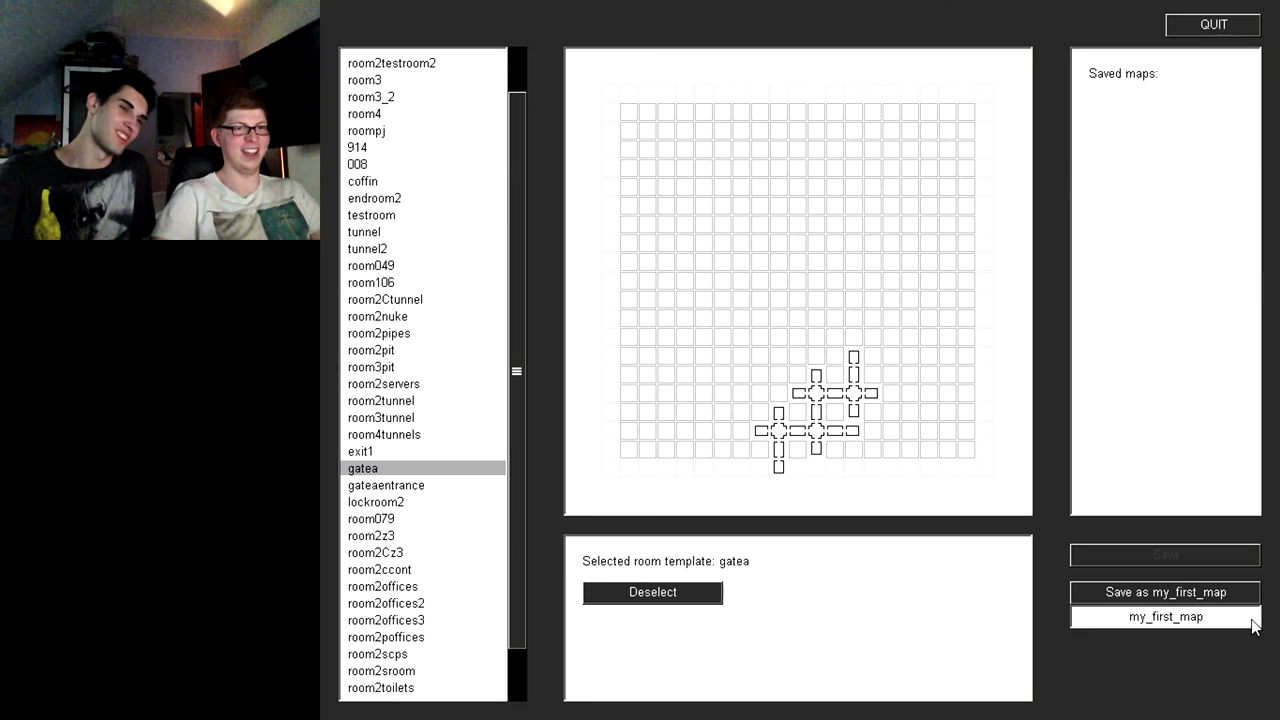 QUIT
room2testroom2
room3
room3_2
room4
roompj
914
008
coffin
endroom2
testroom
tunnel
tunnel2
room049
room106
room2Ctunnel
room2nuke
room2pipes
room2pit
room3pit
room2servers
room2tunnel
room3tunnel
room4tunnels
exit1
gatea
gateaentrance
lockroom2
room079
room2z3
room2Cz3
room2ccont
room2offices
room2offices2
room2offices3
room2poffices
room2scps
room2sroom
room2toilets
Selected room template: gatea
Deselect
Saved maps:
Save
Save as my_first_map
my_first_map